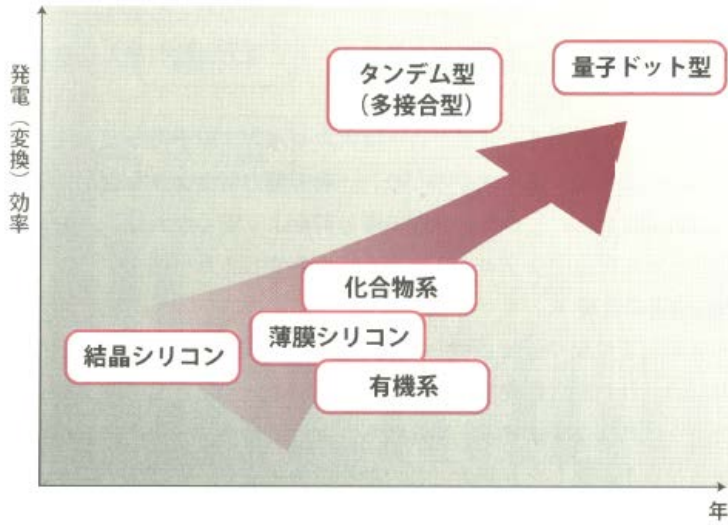 発電（変換）効率
タンデム型
（多接合型）
量子ドット型
化合物系
薄膜シリコン
結晶シリコン
有機系
年